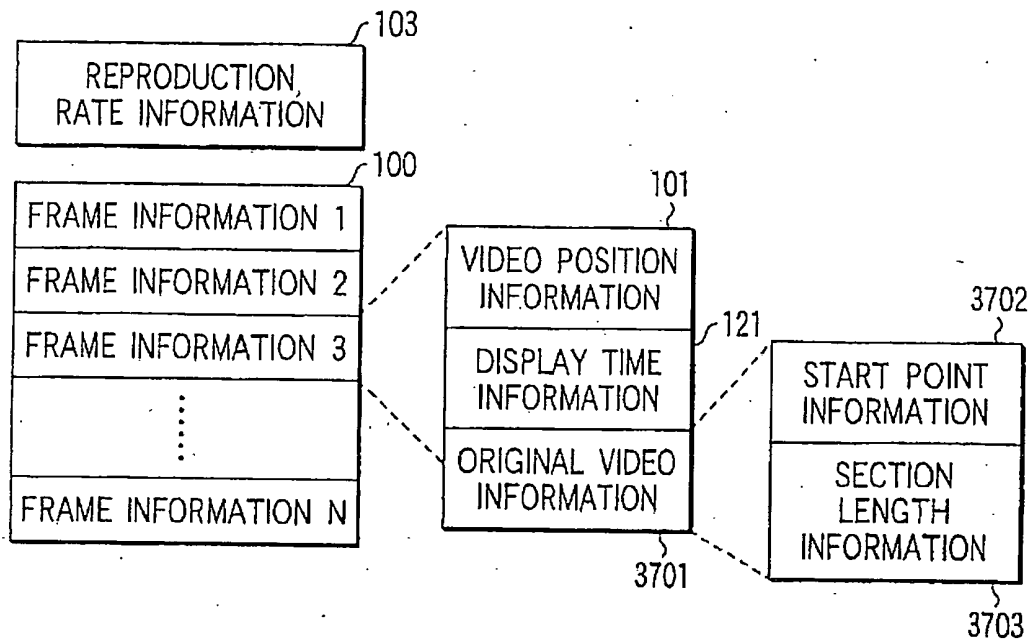 103
REPRODUCTION,
RATE INFORMATION
100
FRAME INFORMATION 1
FRAME INFORMATION 2
FRAME INFORMATION 3
FRAME INFORMATION N
101
VIDEO POSITION
INFORMATION
121
DISPLAY TIME
INFORMATION
ORIGINAL VIDEO
INFORMATION
3701
3702
START POINT
INFORMATION
SECTION
LENGTH
INFORMATION
3703